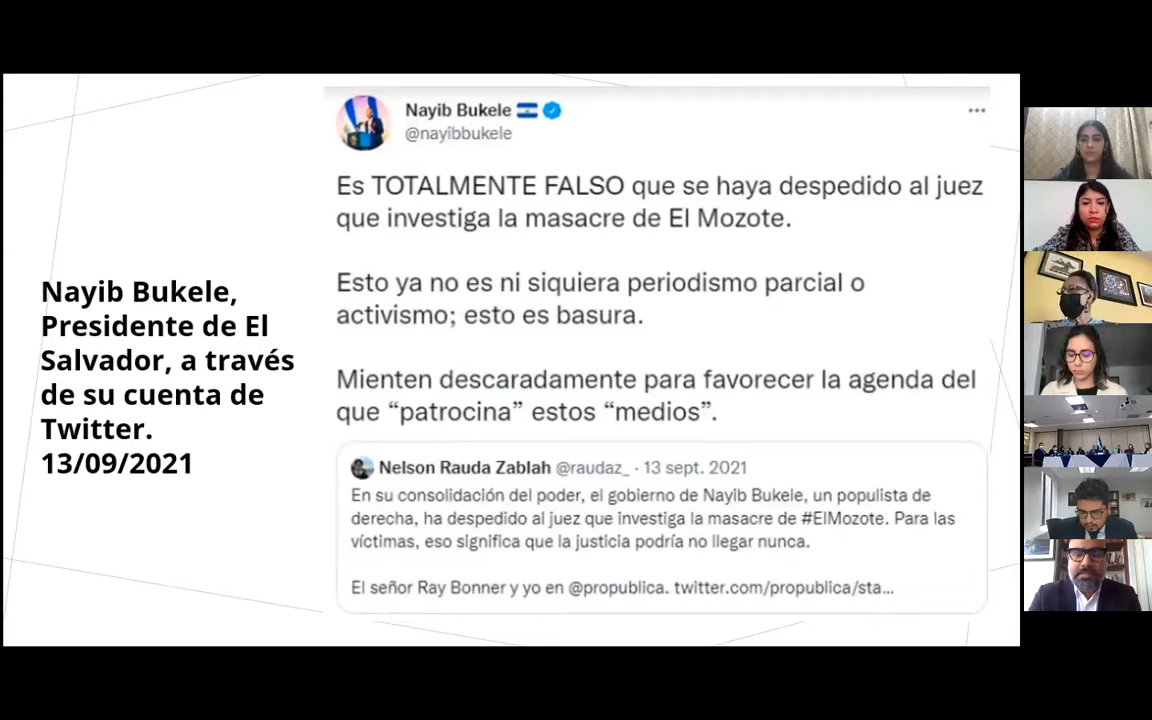 Nayib Bukele,
Presidente de El
Salvador, a través
de su cuenta de
Twitter.
13/09/2021
Nayib Bukele
@nayibbukele
Es TOTALMENTE FALSO que se haya despedido al juez
que investiga la masacre de El Mozote.
Esto ya no es ni siquiera periodismo parcial o
activismo; esto es basura.
Mienten descaradamente para favorecer la agenda del
que “patrocina” estos “medios”.
Nelson Rauda Zablah @raudaz_ · 13 sept. 2021
En su consolidación del poder, el gobierno de Nayib Bukele, un populista de
derecha, ha despedido al juez que investiga la masacre de #ElMozote. Para las
víctimas, eso significa que la justicia podría no llegar nunca.
El señor Ray Bonner y yo en @propublica. twitter.com/propublica/sta...